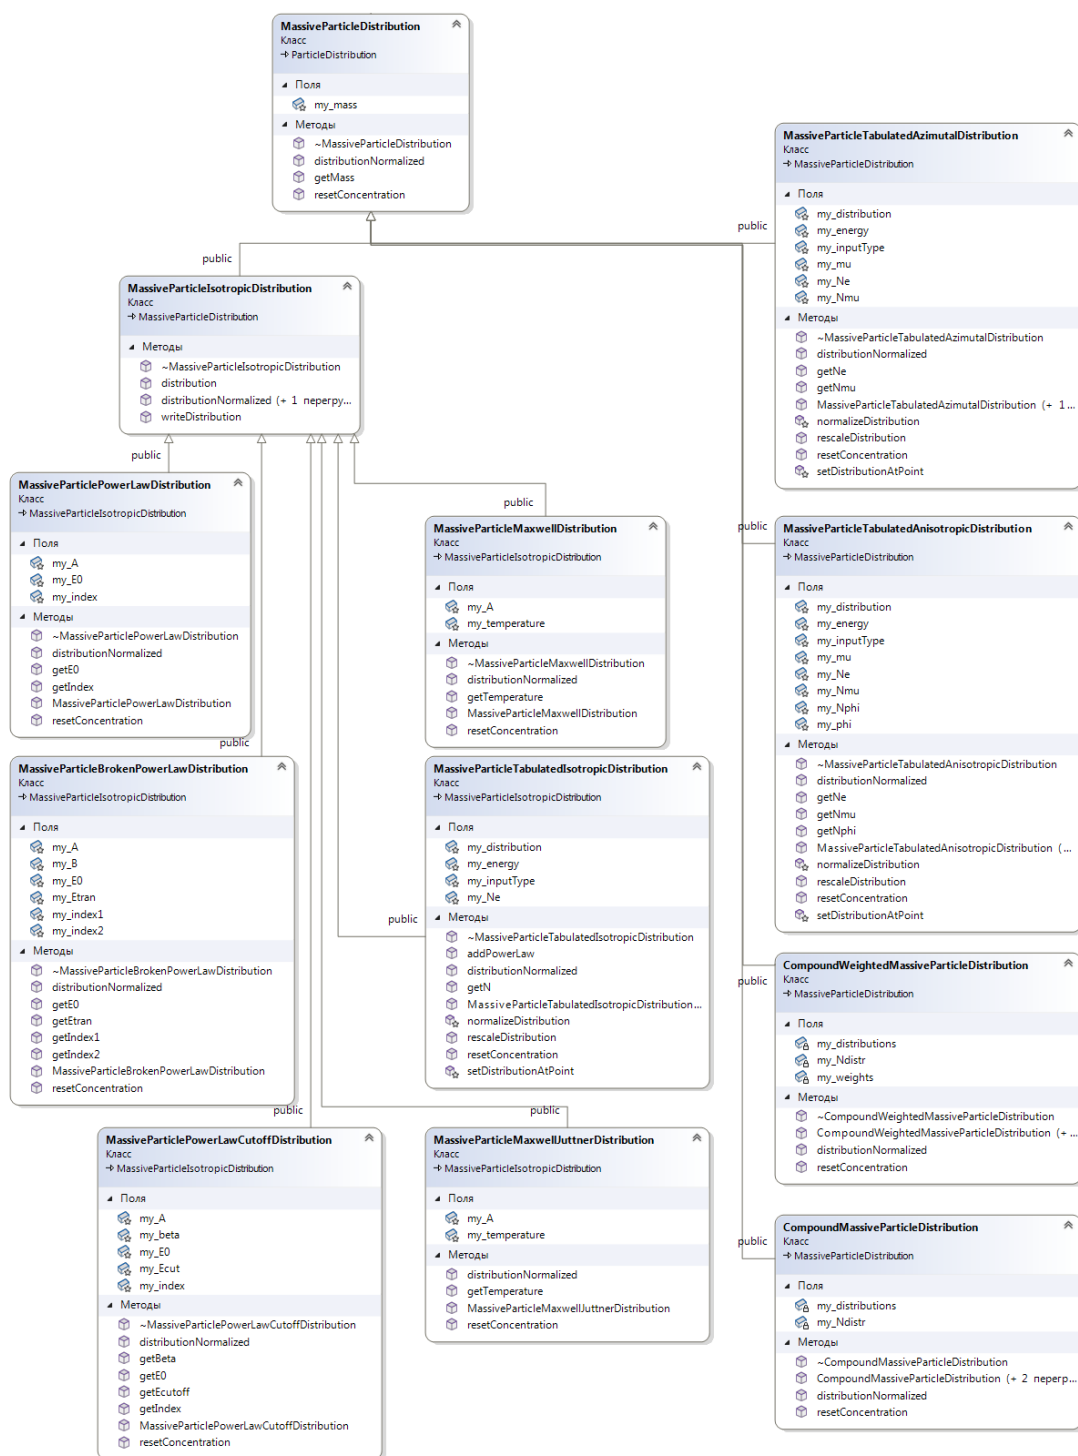 MassiveParticleDistribution
Класс
ParticleDistribution
Поля
my_mass
Методы
~MassiveParticleDistribution
distributionNormalized
getMass
resetConcentration
public
public
MassiveParticleIsotropicDistribution
Класс
MassiveParticleDistribution
Методы
~MassiveParticleIsotropicDistribution
distribution
distributionNormalized (+ 1 перегру...
writeDistribution
MassiveParticleTabulatedAzimutalDistribution
Класс
MassiveParticleDistribution
Поля
my_distribution
my_energy
my_inputType
my_mu
my_Ne
my_Nmu
Методы
~MassiveParticleTabulatedAzimutalDistribution
distributionNormalized
getNe
getNmu
MassiveParticleTabulatedAzimutalDistribution (+ 1 ...
normalizeDistribution
rescaleDistribution
resetConcentration
setDistributionAtPoint
public
MassiveParticlePowerLawDistribution
Класс
MassiveParticleIsotropicDistribution
Поля
my_A
my_E0
my_index
Методы
~MassiveParticlePowerLawDistribution
distributionNormalized
getE0
getIndex
MassiveParticlePowerLawDistribution
resetConcentration
public
MassiveParticleMaxwellDistribution
Класс
MassiveParticleIsotropicDistribution
Поля
my_A
my_temperature
Методы
~MassiveParticleMaxwellDistribution
distributionNormalized
getTemperature
MassiveParticleMaxwellDistribution
resetConcentration
public
MassiveParticleTabulatedAnisotropicDistribution
Класс
MassiveParticleDistribution
Поля
my_distribution
my_energy
my_inputType
my_mu
my_Ne
my_Nmu
my_Nphi
my_phi
Методы
~MassiveParticleTabulatedAnisotropicDistribution
distributionNormalized
getNe
getNmu
getNphi
MassiveParticleTabulatedAnisotropicDistribution (...
normalizeDistribution
rescaleDistribution
resetConcentration
setDistributionAtPoint
public
MassiveParticleBrokenPowerLawDistribution
Класс
MassiveParticleIsotropicDistribution
Поля
my_A
my_B
my_E0
my_Etran
my_index1
my_index2
Методы
~MassiveParticleBrokenPowerLawDistribution
distributionNormalized
getE0
getEtran
getIndex1
getIndex2
MassiveParticleBrokenPowerLawDistribution
resetConcentration
public
MassiveParticleTabulatedIsotropicDistribution
Класс
MassiveParticleIsotropicDistribution
Поля
my_distribution
my_energy
my_inputType
my_Ne
Методы
~MassiveParticleTabulatedIsotropicDistribution
addPowerLaw
distributionNormalized
getN
MassiveParticleTabulatedIsotropicDistribution...
normalizeDistribution
rescaleDistribution
resetConcentration
setDistributionAtPoint
public
CompoundWeightedMassiveParticleDistribution
Класс
MassiveParticleDistribution
Поля
my_distributions
my_Ndistr
my_weights
Методы
~CompoundWeightedMassiveParticleDistribution
CompoundWeightedMassiveParticleDistribution (+ ...
distributionNormalized
resetConcentration
public
MassiveParticlePowerLawCutoffDistribution
Класс
MassiveParticleIsotropicDistribution
Поля
my_A
my_beta
my_E0
my_Ecut
my_index
Методы
~MassiveParticlePowerLawCutoffDistribution
distributionNormalized
getBeta
getE0
getEcutoff
getIndex
MassiveParticlePowerLawCutoffDistribution
resetConcentration
public
MassiveParticleMaxwellJuttnerDistribution
Класс
MassiveParticleIsotropicDistribution
Поля
my_A
my_temperature
Методы
distributionNormalized
getTemperature
MassiveParticleMaxwellJuttnerDistribution
resetConcentration
public
CompoundMassiveParticleDistribution
Класс
MassiveParticleDistribution
Поля
my_distributions
my_Ndistr
Методы
~CompoundMassiveParticleDistribution
CompoundMassiveParticleDistribution (+ 2 перегр...
distributionNormalized
resetConcentration